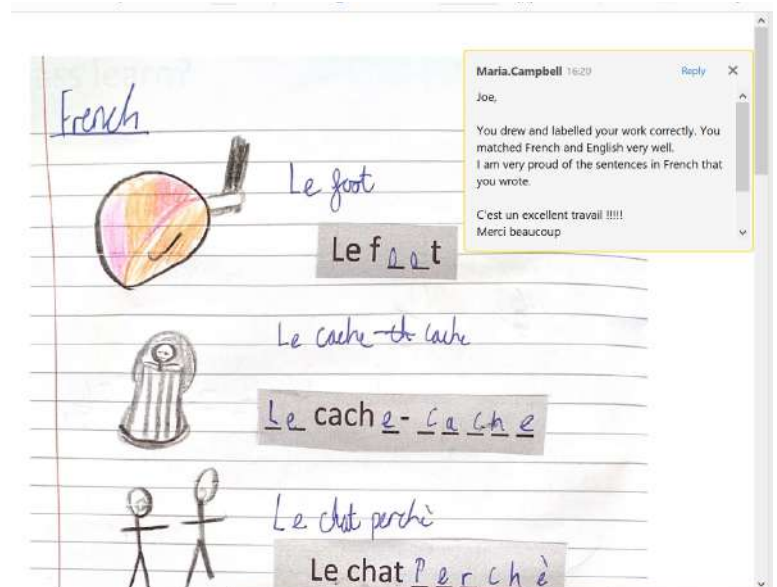 French
Le foot
Le foot
Le cache-th cache
Le cache-cache
Le chat perchè
Le chat Perchè
Maria.Campbell 16:20 Reply
Joe,
You drew and labelled your work correctly. You
matched French and English very well.
I am very proud of the sentences in French that
you wrote.
C'est un excellent travail !!!!!
Merci beaucoup